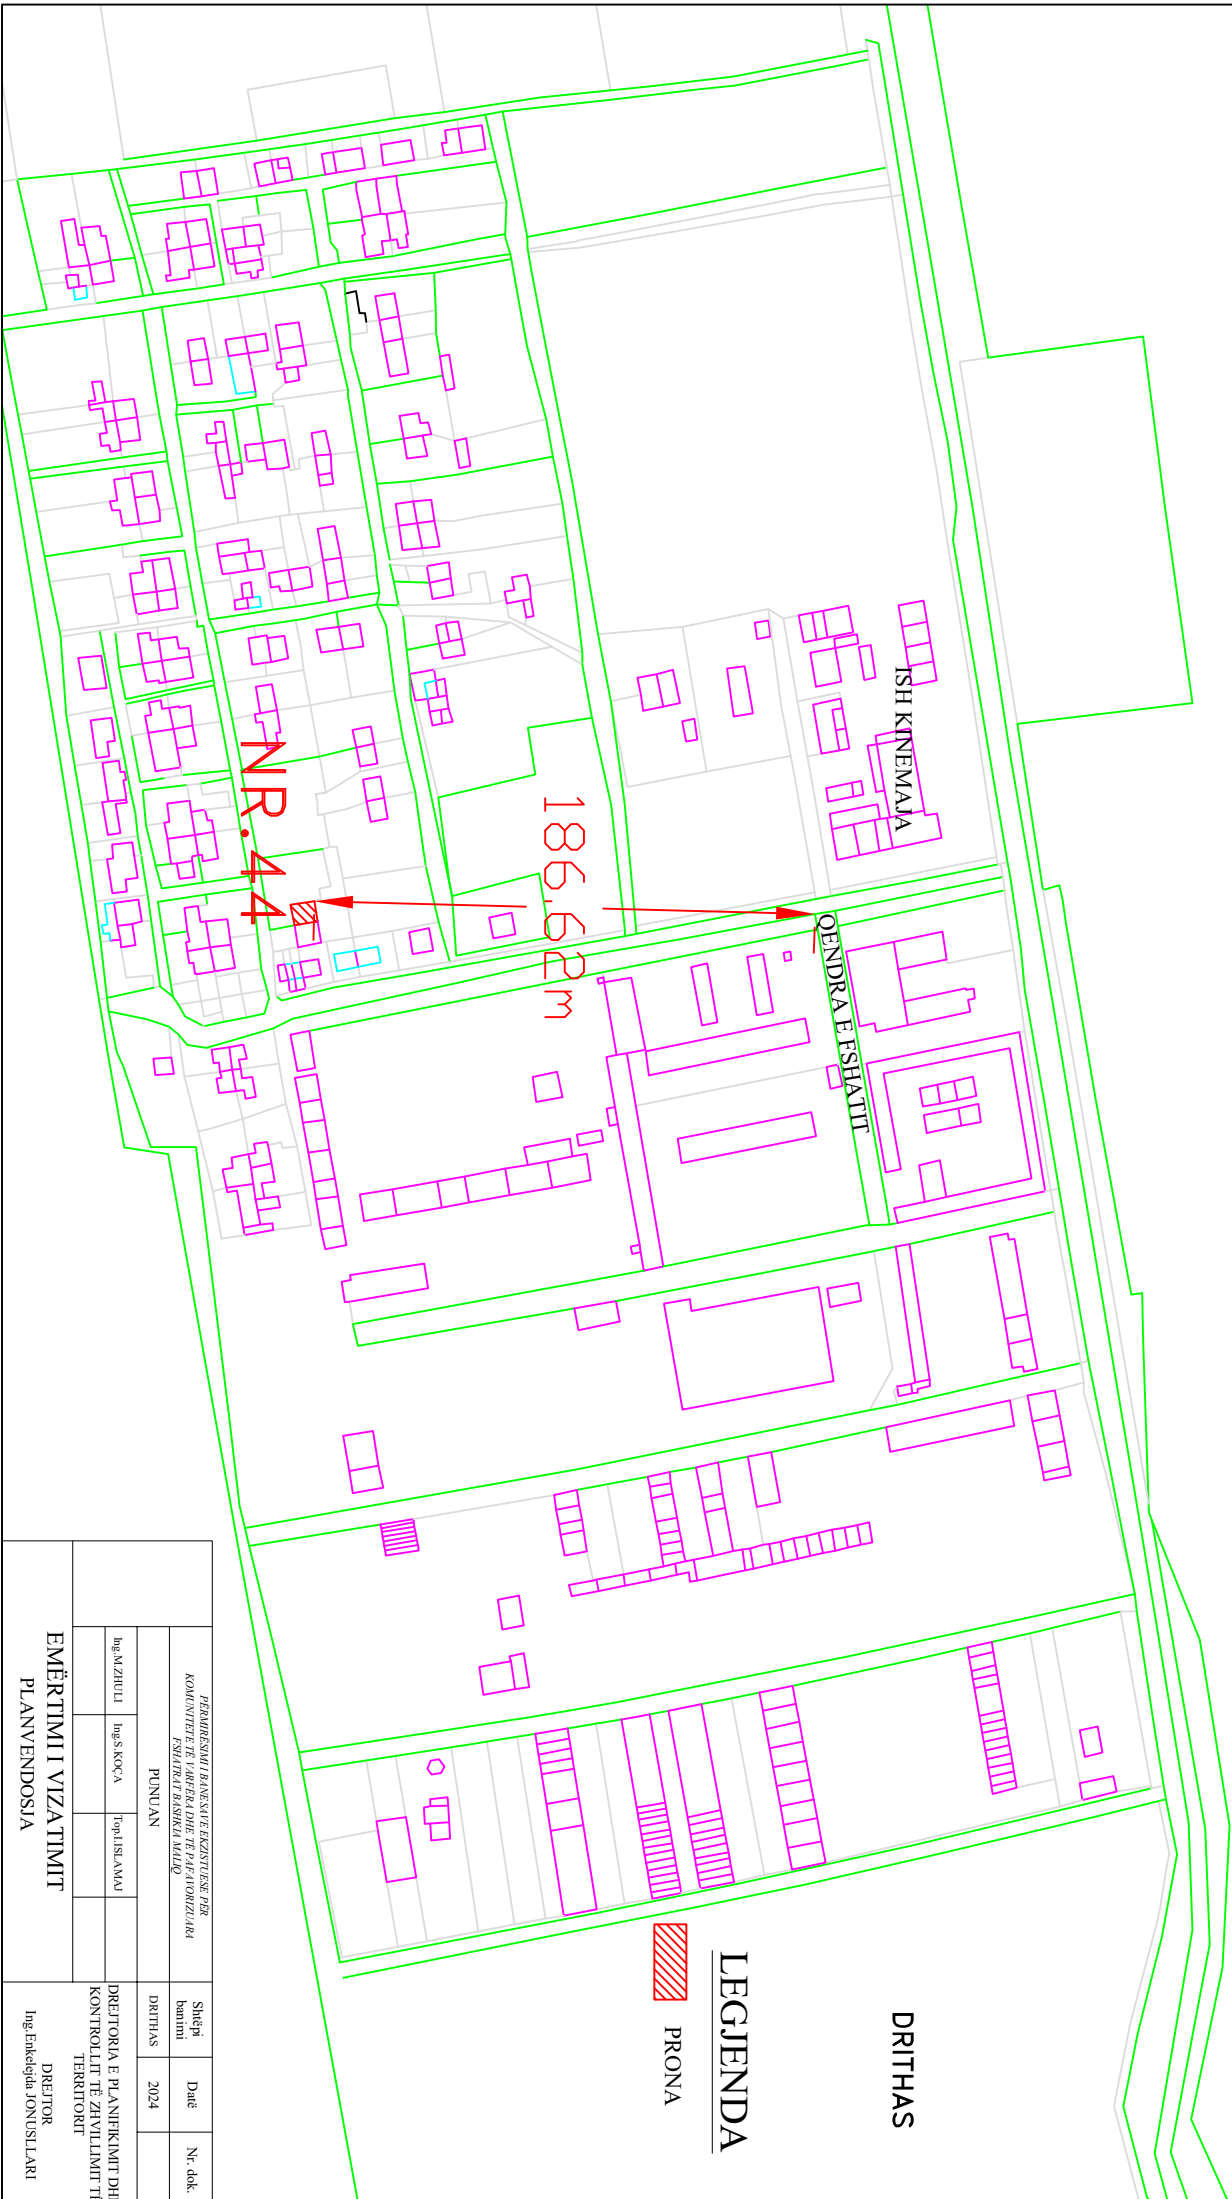 DRITHAS
ISH KINEMAJA
QENDRA E FSHATIT
186.62m
NR.44
LEGJENDA
PRONA
PËRMIRËSIMI I BANESAVE EKZISTUESE PËR
KOMUNITETE TË VARFËRA DHE TË PAFAVORIZUARA
FSHATRAT BASHKIA MALIQ
Shtëpi
banimi
Datë
Nr. dok.
PUNUAN
DRITHAS
2024
Ing.M.ZHULI
Ing.S.KOÇA
Top.I.ISLAMAJ
DREJTORIA E PLANIFIKIMIT DHE
KONTROLLIT TË ZHVILLIMIT TË
TERRITORIT
EMËRTIMI I VIZATIMIT
PLANVENDOSJA
DREJTOR
Ing.Enkelejda JONUSLLARI